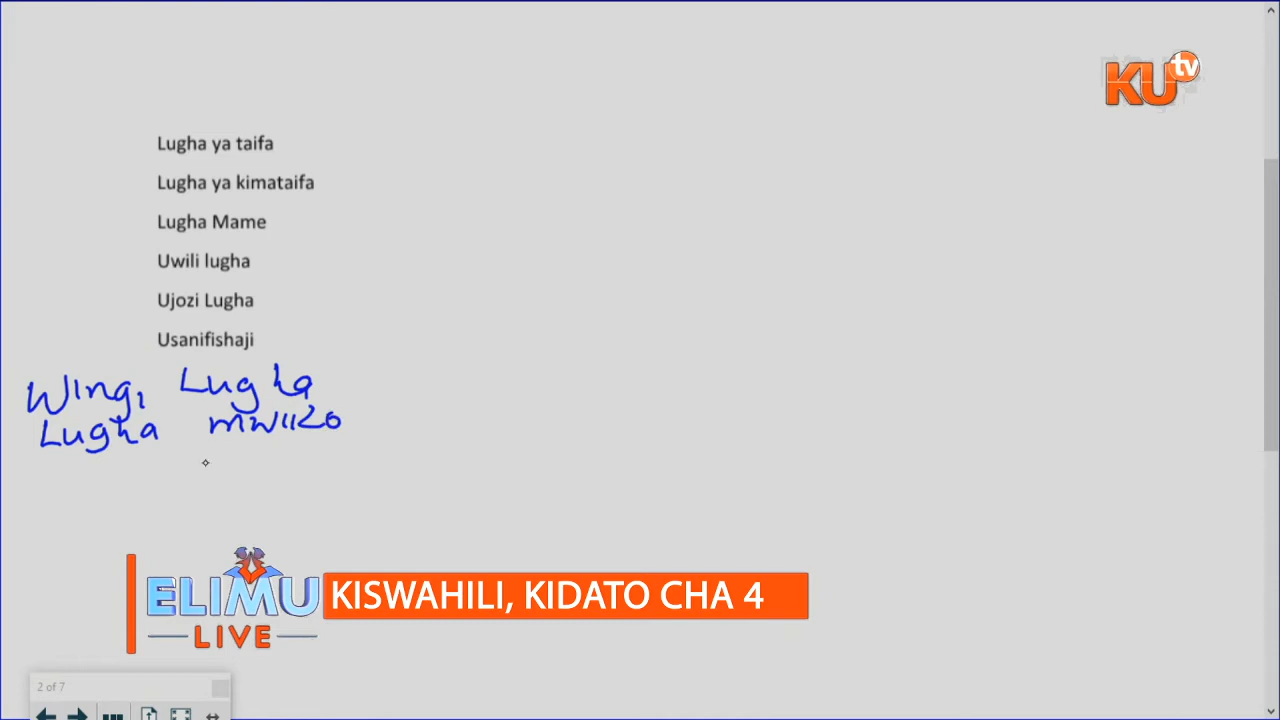 KU tv
Lugha ya taifa
Lugha ya kimataifa
Lugha Mame
Uwili lugha
Ujozi Lugha
Usanifishaji
Wingi Lugha
Lugha mwiizo
ELIMU
LIVE
KISWAHILI, KIDATO CHA 4
2 of 7